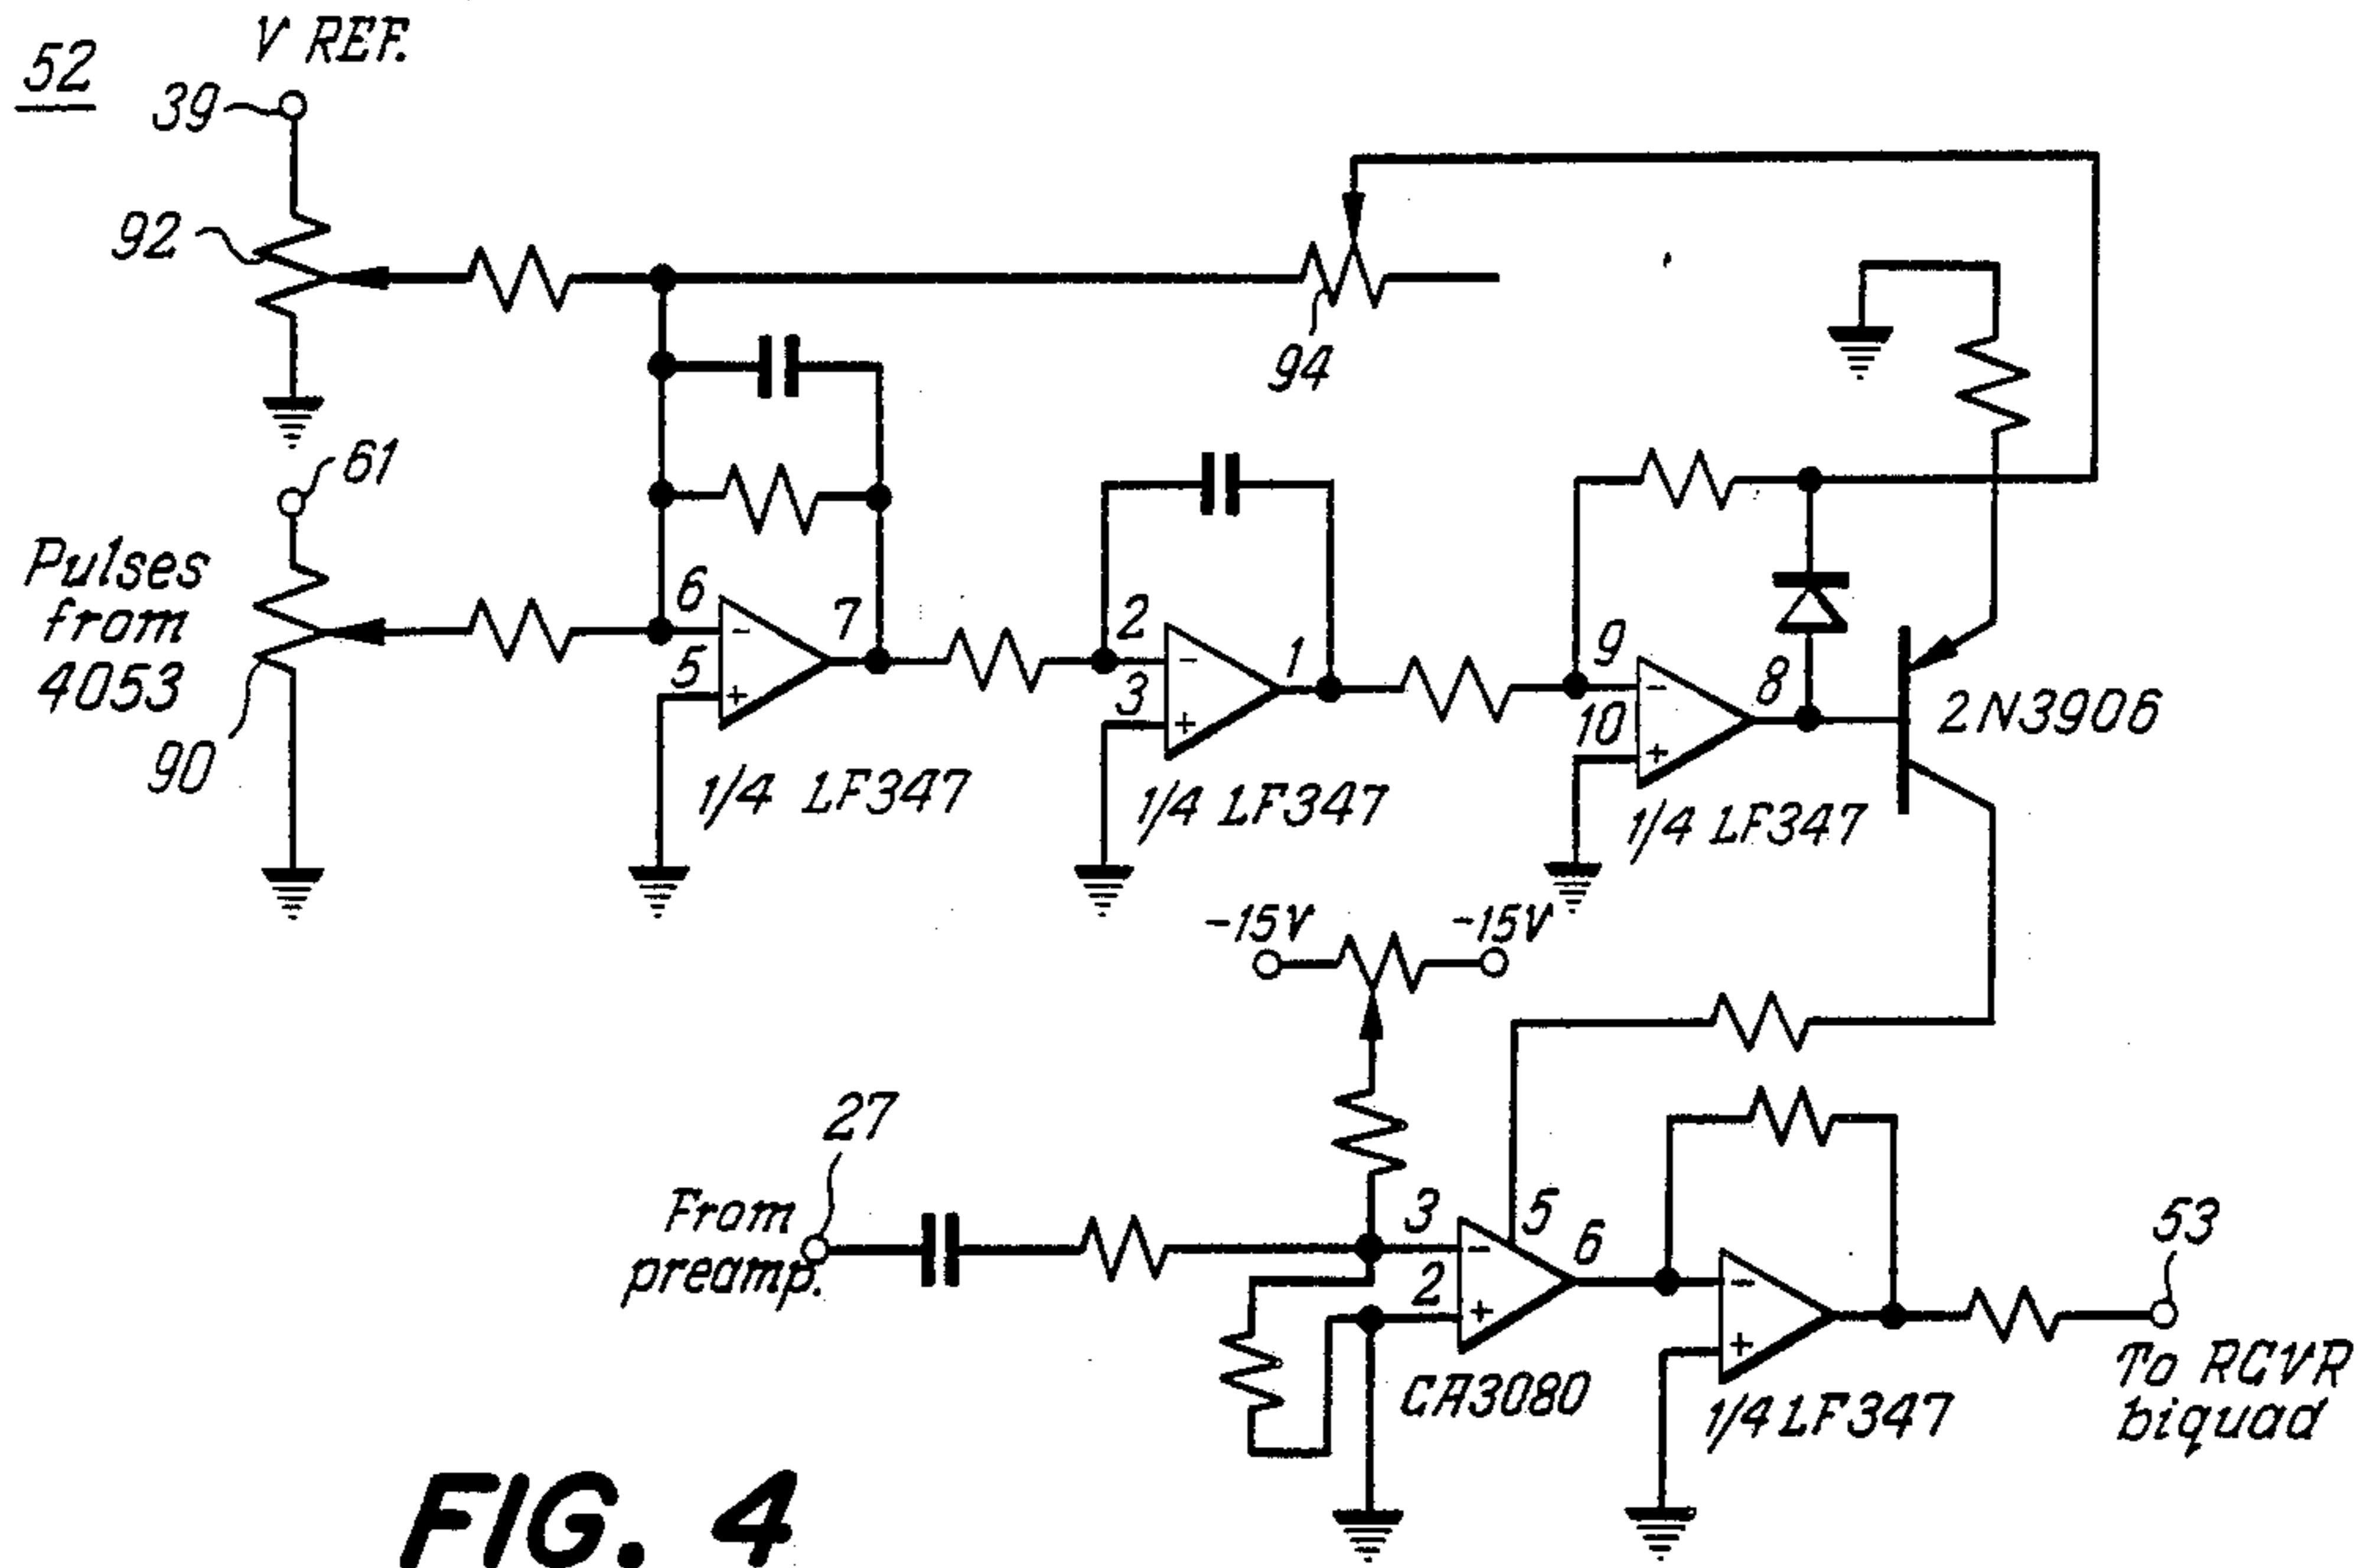 52
V REF.
39
92
94
61
Pulses
from
4053
90
6
5
7
1/4 LF347
2
3
1
1/4 LF347
9
10
8
1/4 LF347
2N3906
-15V
-15V
27
From
preamp.
3
2
5
6
CA3080
1/4 LF347
53
To RCVR
biquad
FIG. 4